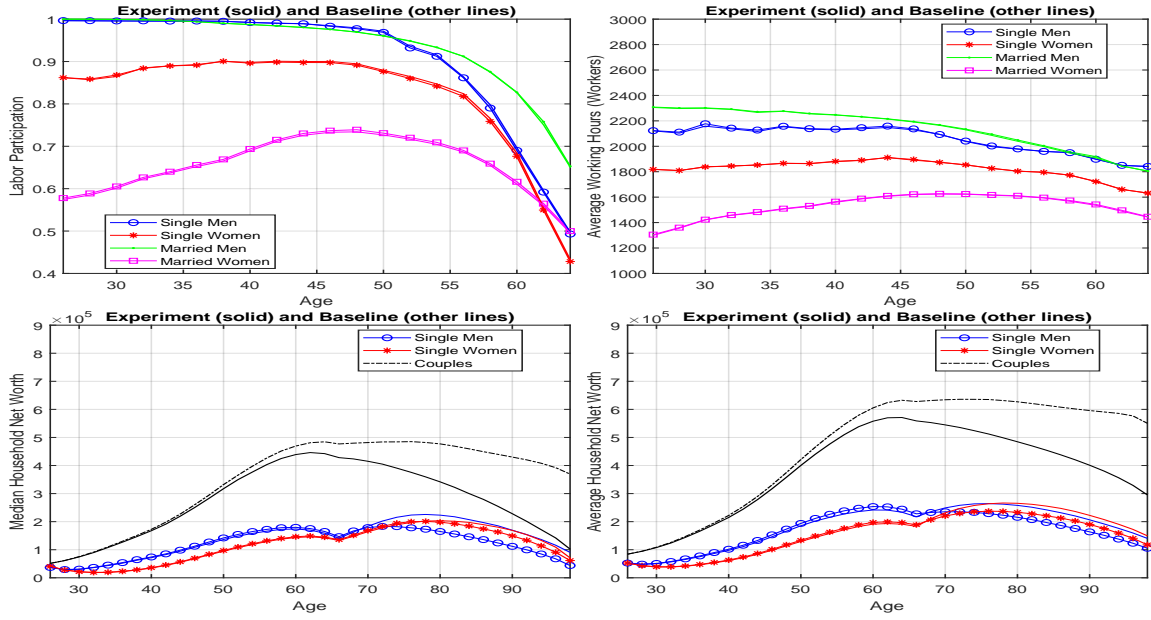 Experiment (solid) and Baseline (other lines)
1
0.9
0.8
0.7
0.6
0.5
0.4
Labor Participation
Single Men
Single Women
Married Men
Married Women
30 35 40 45 50 55 60
Age
Experiment (solid) and Baseline (other lines)
3000
2800
2600
2400
2200
2000
1800
1600
1400
1200
1000
Average Working Hours (Workers)
Single Men
Single Women
Married Men
Married Women
30 35 40 45 50 55 60
Age
Experiment (solid) and Baseline (other lines)
×10^5
9
8
7
6
5
4
3
2
1
0
Median Household Net Worth
Single Men
Single Women
Couples
30 40 50 60 70 80 90
Age
Experiment (solid) and Baseline (other lines)
×10^5
9
8
7
6
5
4
3
2
1
0
Average Household Net Worth
Single Men
Single Women
Couples
30 40 50 60 70 80 90
Age